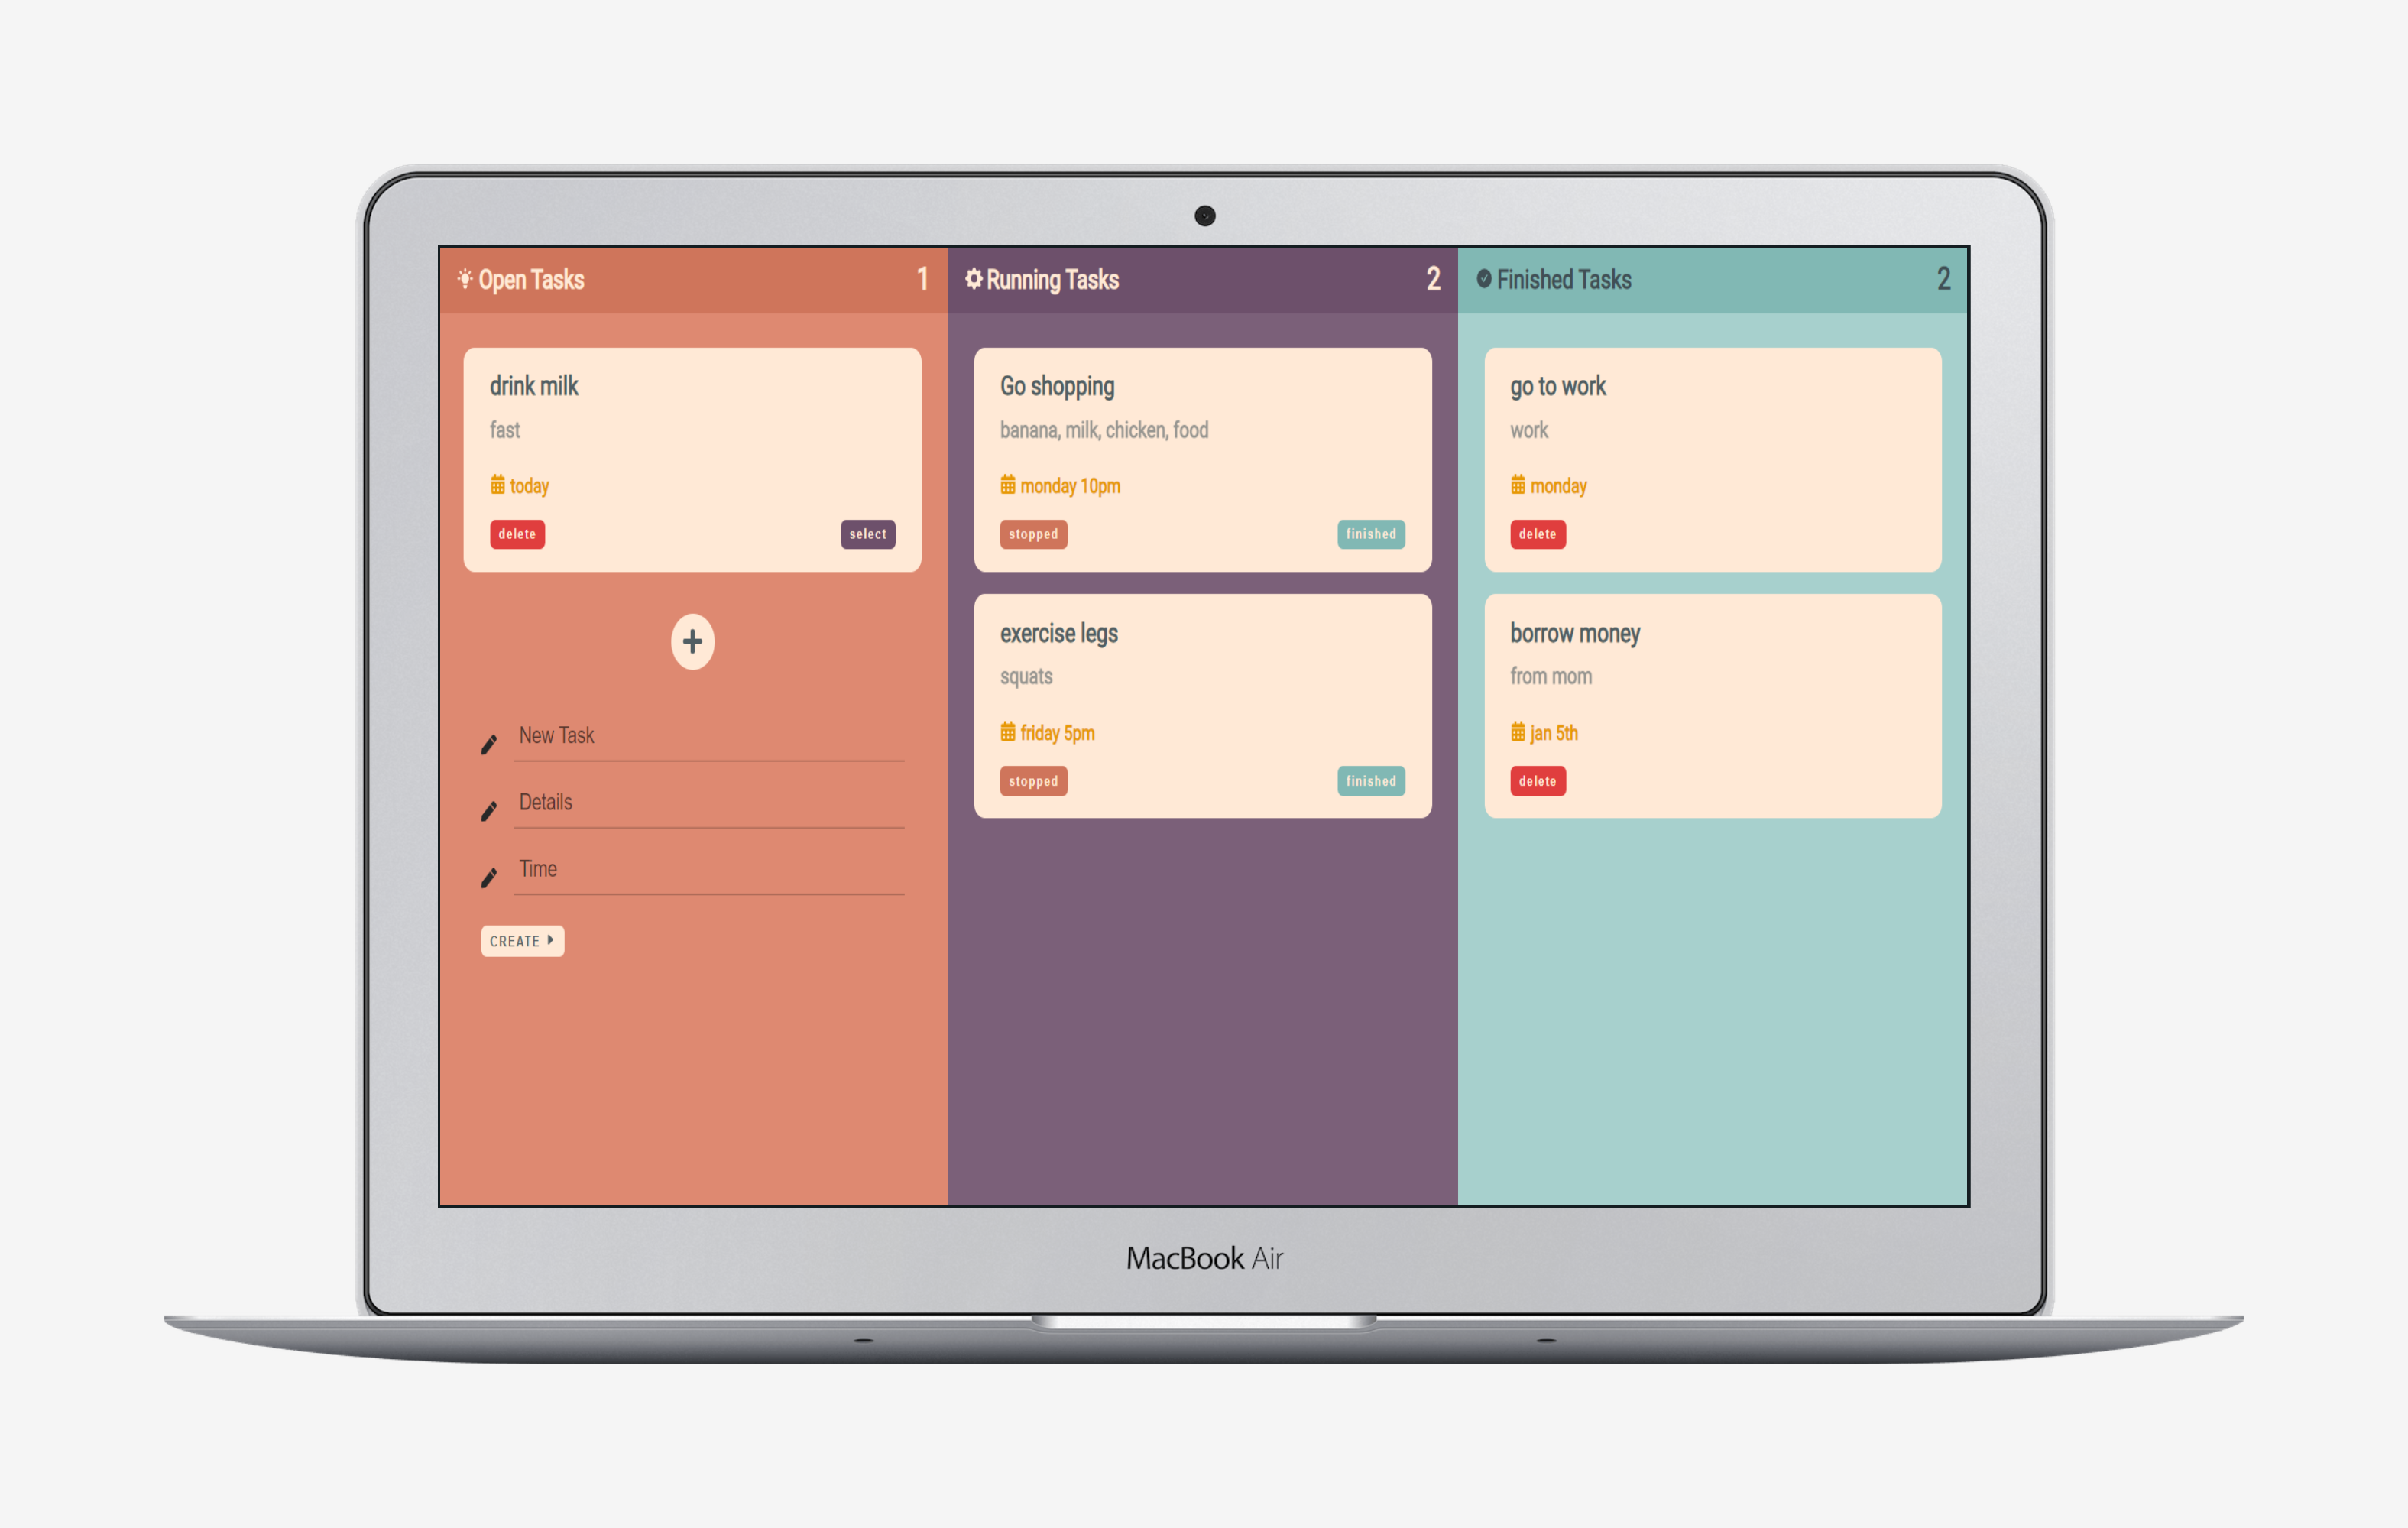 Open Tasks 1
drink milk
fast
today
delete select
New Task
Details
Time
CREATE
Running Tasks 2
Go shopping
banana, milk, chicken, food
monday 10pm
stopped finished
exercise legs
squats
friday 5pm
stopped finished
Finished Tasks 2
go to work
work
monday
delete
borrow money
from mom
jan 5th
delete
MacBook Air